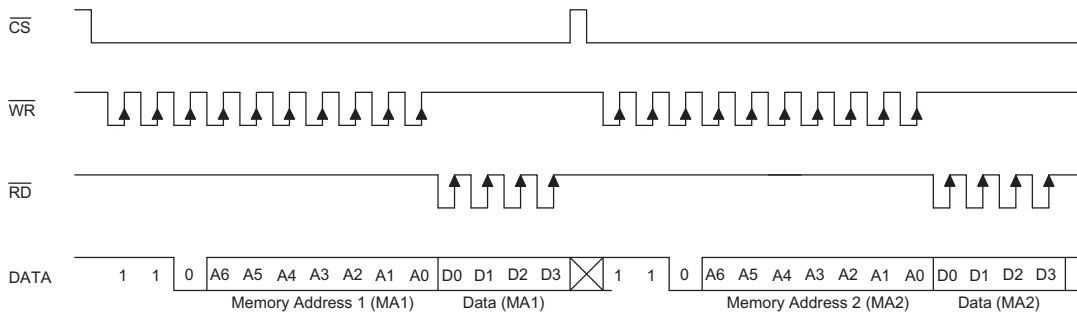 CS
WR
RD
DATA 1 1 0 A6 A5 A4 A3 A2 A1 A0 D0 D1 D2 D3 1 1 0 A6 A5 A4 A3 A2 A1 A0 D0 D1 D2 D3
Memory Address 1 (MA1) Data (MA1) Memory Address 2 (MA2) Data (MA2)